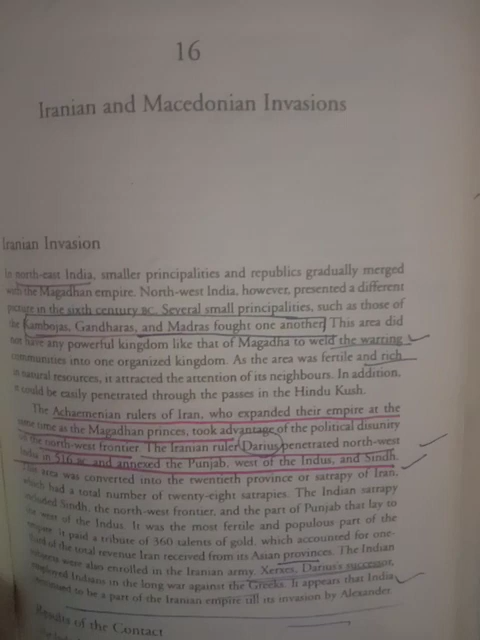 16
Iranian and Macedonian Invasions
Iranian Invasion
In north-east India, smaller principalities and republics gradually merged
with the Magadhan empire. North-west India, however, presented a different
picture in the sixth century BC. Several small principalities, such as those of
the Kambojas, Gandharas, and Madras fought one another. This area did
not have any powerful kingdom like that of Magadha to weld the warring
communities into one organized kingdom. As the area was fertile and rich
in natural resources, it attracted the attention of its neighbours. In addition,
it could be easily penetrated through the passes in the Hindu Kush.
The Achaemenian rulers of Iran, who expanded their empire at the
same time as the Magadhan princes, took advantage of the political disunity
of the north-west frontier. The Iranian ruler Darius penetrated north-west
India in 516 BC and annexed the Punjab, west of the Indus, and Sindh.
This area was converted into the twentieth province or satrapy of Iran,
which had a total number of twenty-eight satrapies. The Indian satrapy
included Sindh, the north-west frontier, and the part of Punjab that lay to
the west of the Indus. It was the most fertile and populous part of the
empire. It paid a tribute of 360 talents of gold, which accounted for one-
third of the total revenue Iran received from its Asian provinces. The Indian
subjects were also enrolled in the Iranian army. Xerxes, Darius's successor,
employed Indians in the long war against the Greeks. It appears that India
continued to be a part of the Iranian empire till its invasion by Alexander.
Results of the Contact